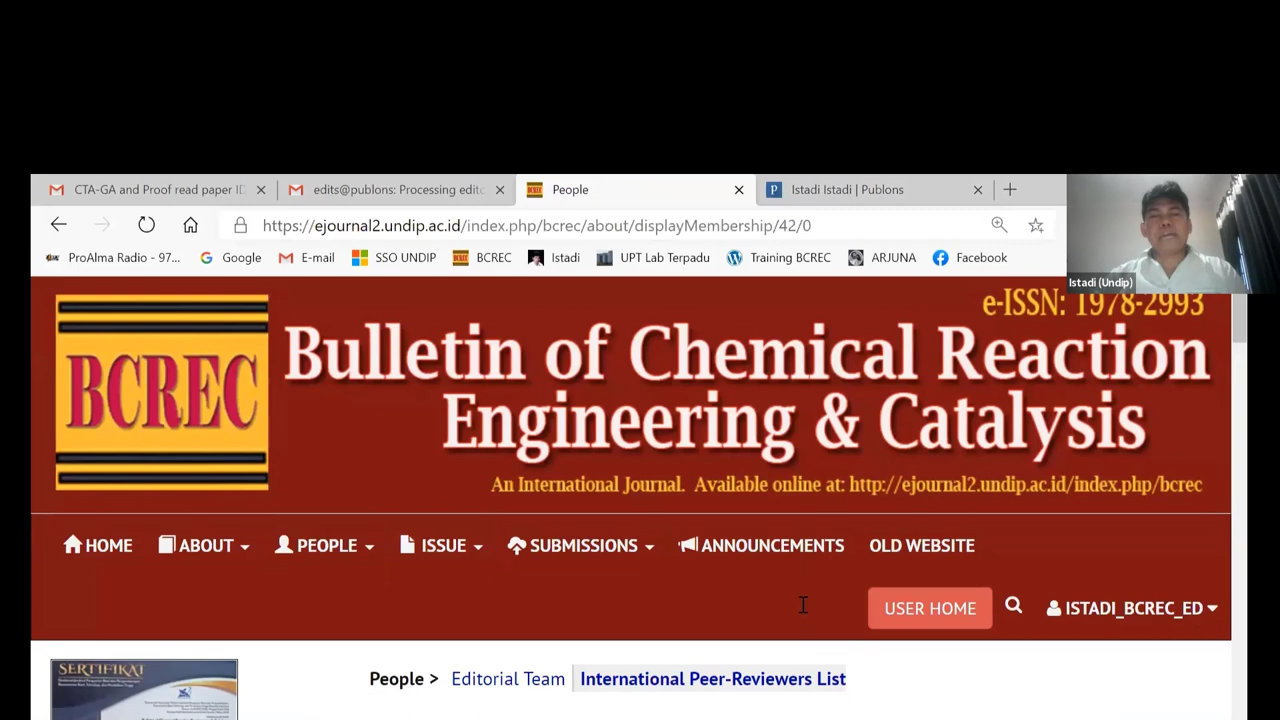 CTA-GA and Proof read paper ID
edits@publons: Processing edito
People
Istadi Istadi | Publons
https://ejournal2.undip.ac.id/index.php/bcrec/about/displayMembership/42/0
ProAlma Radio - 97...
Google
E-mail
SSO UNDIP
BCREC
Istadi
UPT Lab Terpadu
Training BCREC
ARJUNA
Facebook
Istadi (Undip)
e-ISSN: 1978-2993
BCREC
Bulletin of Chemical Reaction
Engineering & Catalysis
An International Journal. Available online at: http://ejournal2.undip.ac.id/index.php/bcrec
HOME
ABOUT
PEOPLE
ISSUE
SUBMISSIONS
ANNOUNCEMENTS
OLD WEBSITE
USER HOME
ISTADI_BCREC_ED
SERTIFIKAT
People > Editorial Team International Peer-Reviewers List